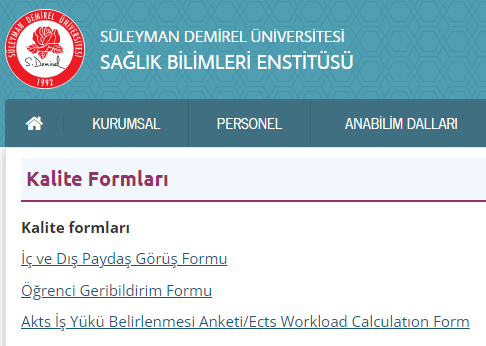 SÜLEYMAN DEMİREL ÜNİVERSİTESİ
S. Demirel
1992
SÜLEYMAN DEMİREL ÜNİVERSİTESİ
SAĞLIK BİLİMLERİ ENSTİTÜSÜ
KURUMSAL PERSONEL ANABİLİM DALLARI
Kalite Formları
Kalite formları
İç ve Dış Paydaş Görüş Formu
Öğrenci Geribildirim Formu
Akts İş Yükü Belirlenmesi Anketi/Ects Workload Calculatıon Form